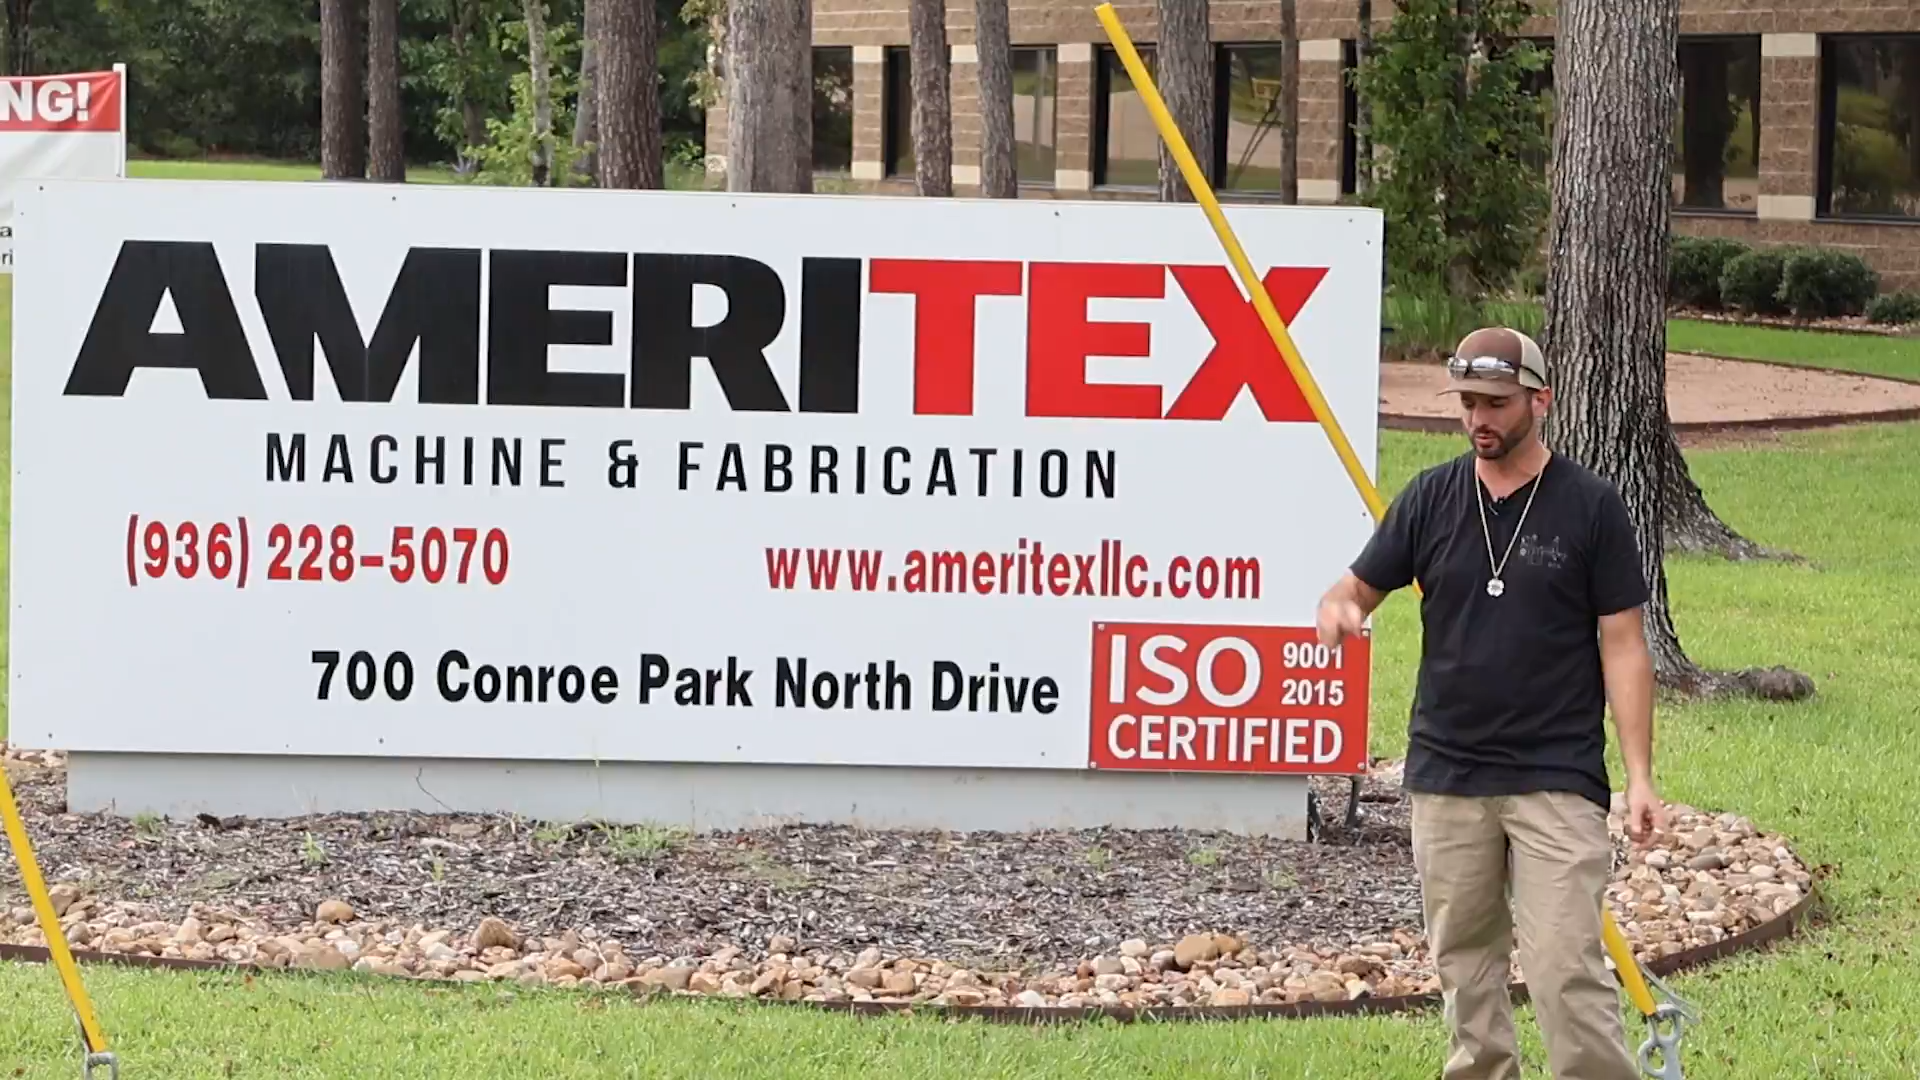 NG!
AMERITEX
MACHINE & FABRICATION
(936) 228-5070
www.ameritexllc.com
700 Conroe Park North Drive
ISO 9001
2015
CERTIFIED